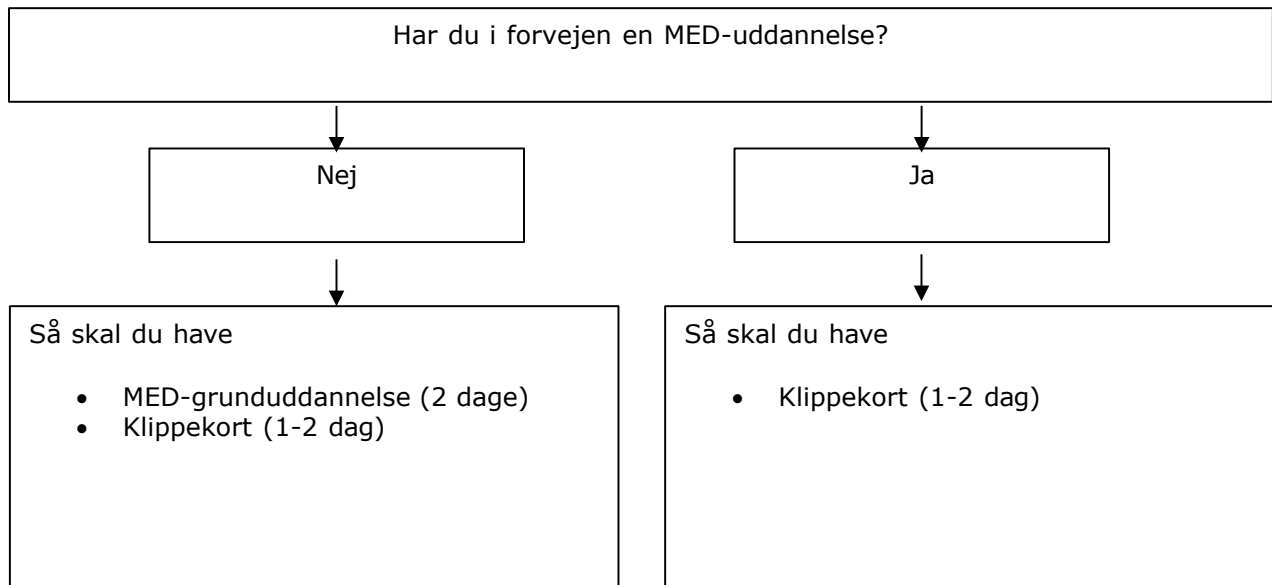 Har du i forvejen en MED-uddannelse?
Nej
Ja
Så skal du have
• MED-grunduddannelse (2 dage)
• Klippekort (1-2 dag)
Så skal du have
• Klippekort (1-2 dag)